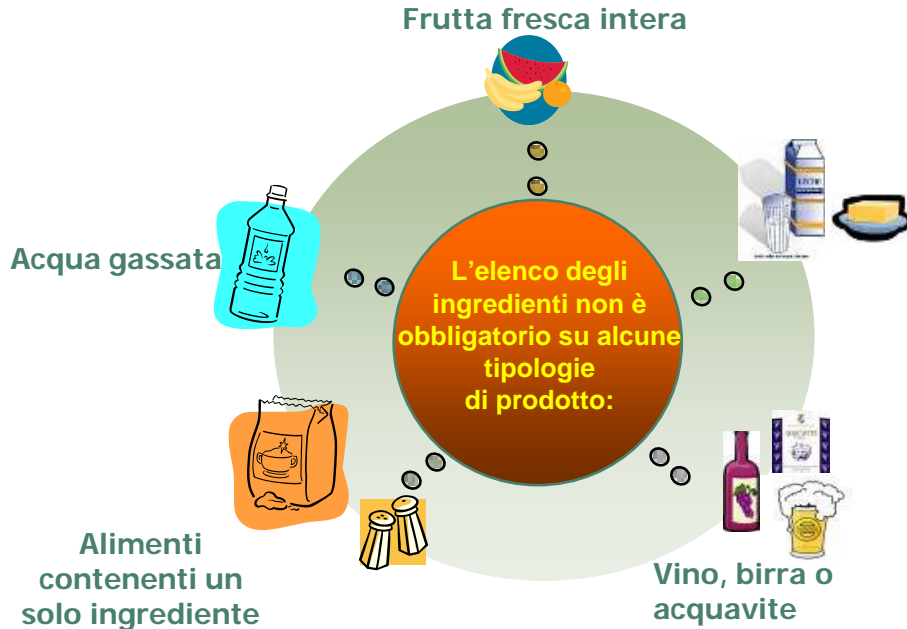 Frutta fresca intera
Acqua gassata
L'elenco degli
ingredienti non è
obbligatorio su alcune
tipologie
di prodotto:
Alimenti
contenenti un
solo ingrediente
Vino, birra o
acquavite